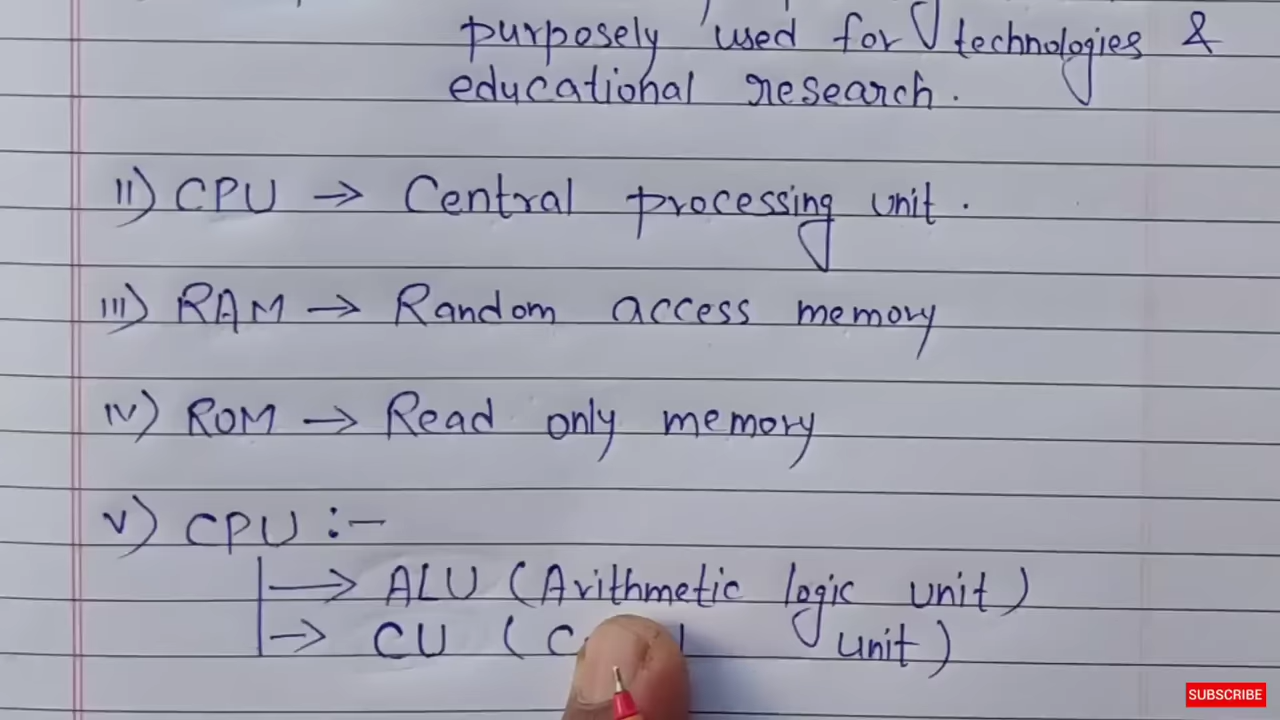 purposely used for technologies &
educational research.
II) CPU → Central processing unit.
III) RAM → Random access memory
IV) ROM → Read only memory
V) CPU :-
→ ALU (Arithmetic logic unit)
→ CU ( unit)
SUBSCRIBE